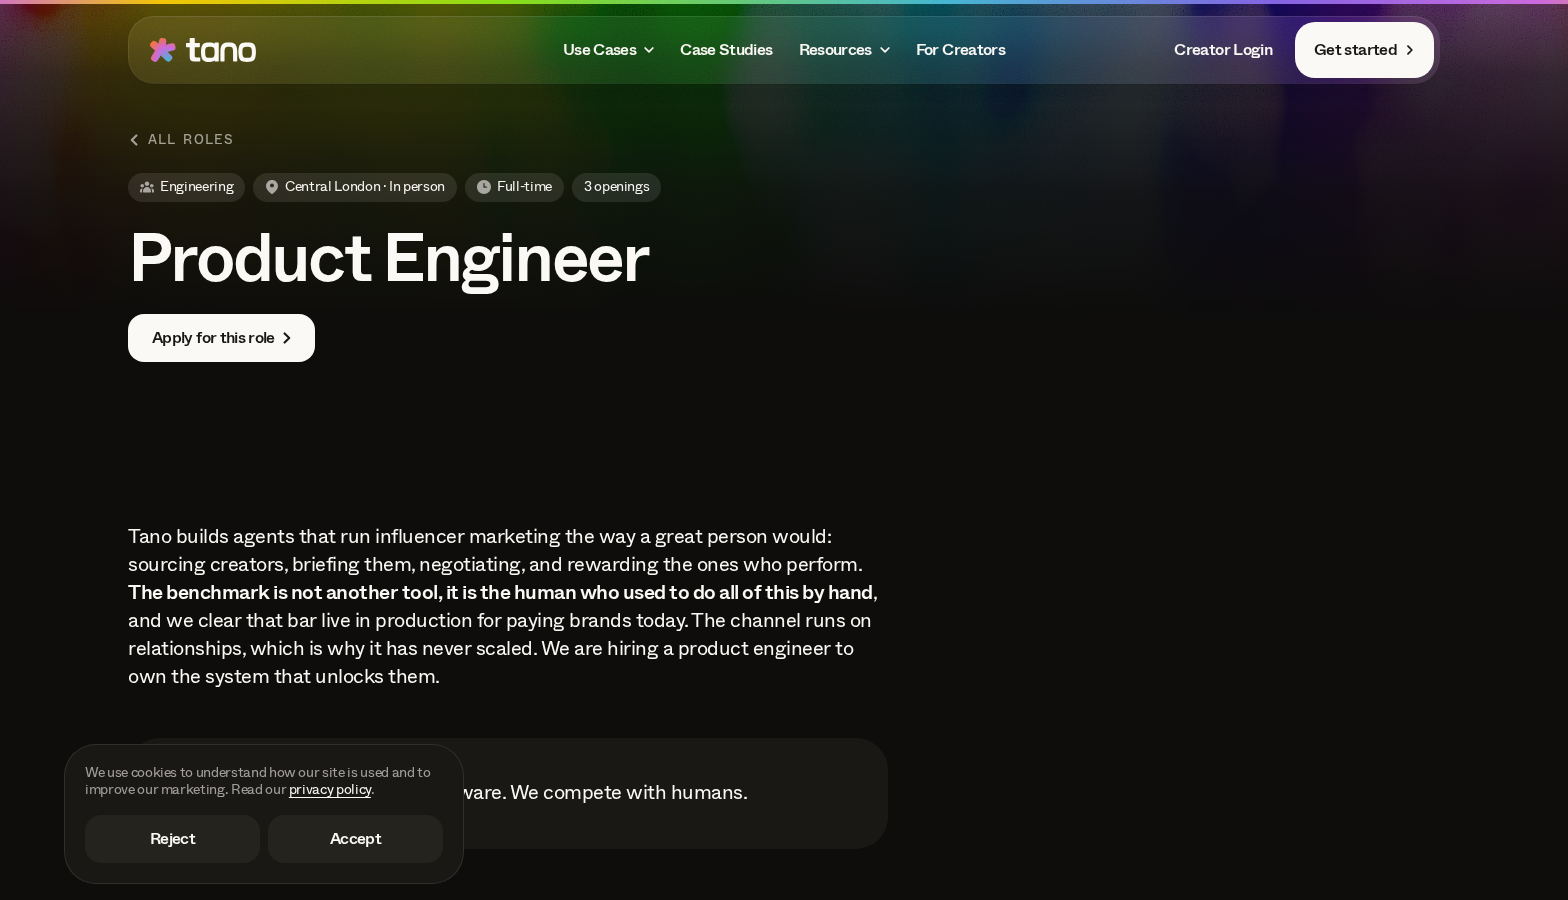 tano
Use Cases
Case Studies
Resources
For Creators
Creator Login
Get started
ALL ROLES
Engineering
Central London · In person
Full-time
3 openings
Product Engineer
Apply for this role
Tano builds agents that run influencer marketing the way a great person would:
sourcing creators, briefing them, negotiating, and rewarding the ones who perform.
The benchmark is not another tool, it is the human who used to do all of this by hand,
and we clear that bar live in production for paying brands today. The channel runs on
relationships, which is why it has never scaled. We are hiring a product engineer to
own the system that unlocks them.
We compete with humans.
We use cookies to understand how our site is used and to
improve our marketing. Read our privacy policy.
Reject
Accept